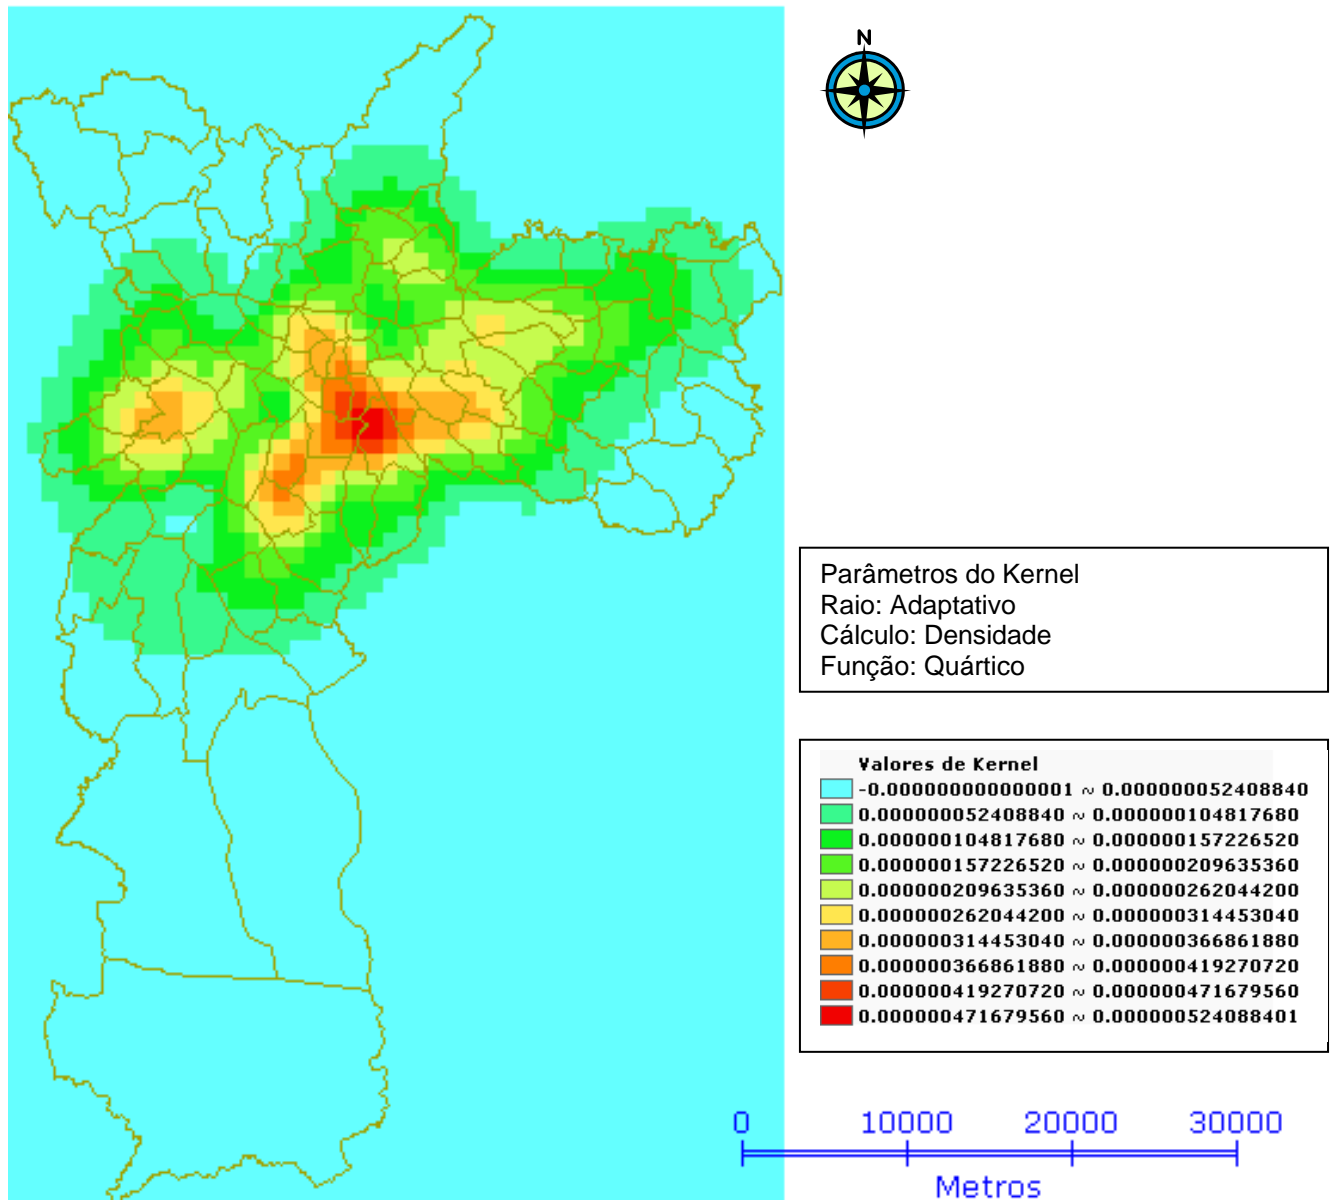 N
Parâmetros do Kernel
Raio: Adaptativo
Cálculo: Densidade
Função: Quártico
Valores de Kernel
-0.000000000000001 ~ 0.000000052408840
0.000000052408840 ~ 0.000000104817680
0.000000104817680 ~ 0.000000157226520
0.000000157226520 ~ 0.000000209635360
0.000000209635360 ~ 0.000000262044200
0.000000262044200 ~ 0.000000314453040
0.000000314453040 ~ 0.000000366861880
0.000000366861880 ~ 0.000000419270720
0.000000419270720 ~ 0.000000471679560
0.000000471679560 ~ 0.000000524088401
0 10000 20000 30000
Metros